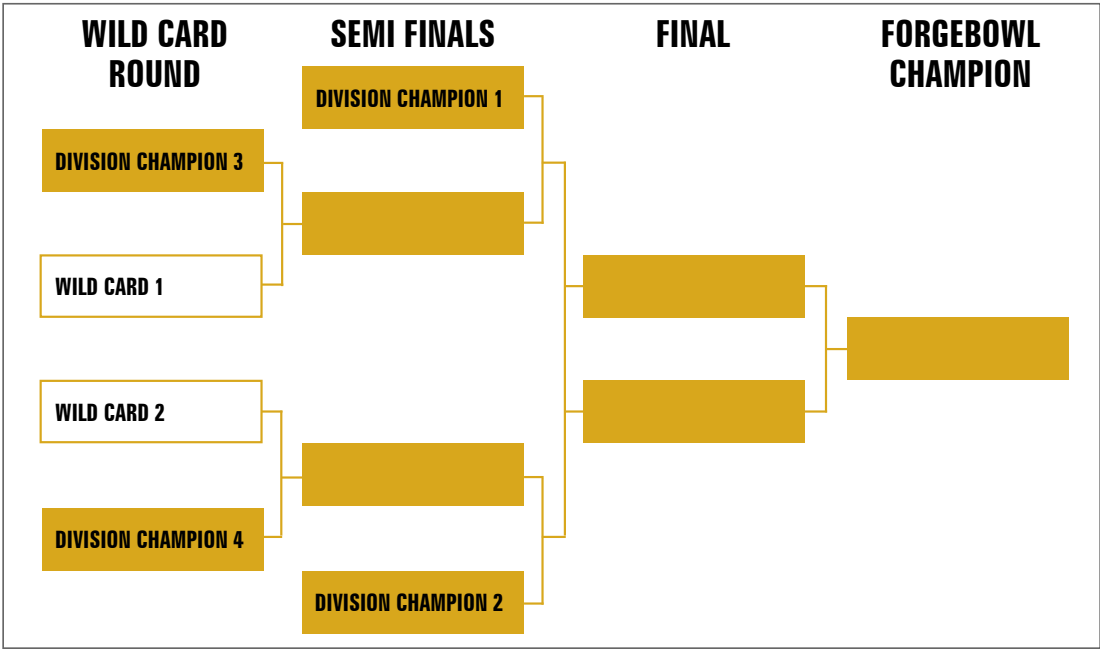 WILD CARD
ROUND
SEMI FINALS
FINAL
FORGEBOWL
CHAMPION
DIVISION CHAMPION 1
DIVISION CHAMPION 3
WILD CARD 1
WILD CARD 2
DIVISION CHAMPION 4
DIVISION CHAMPION 2